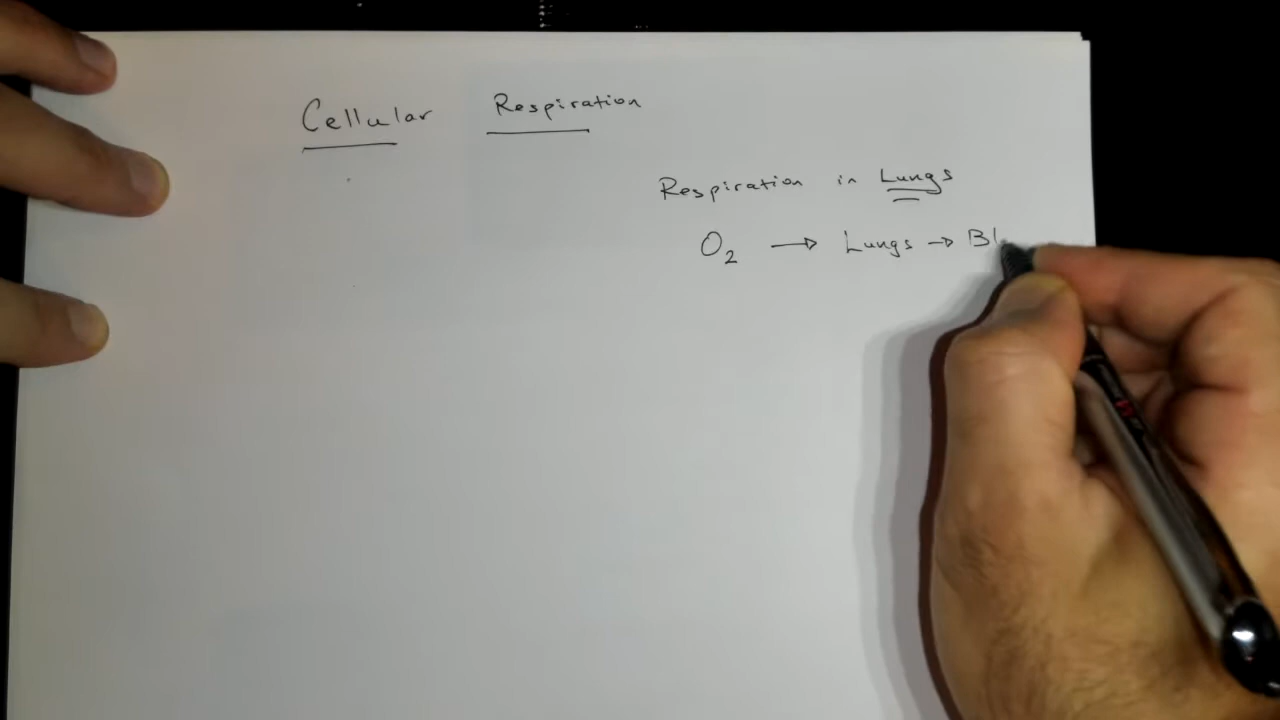 Cellular Respiration
Respiration in Lungs
O₂ → Lungs → Bl